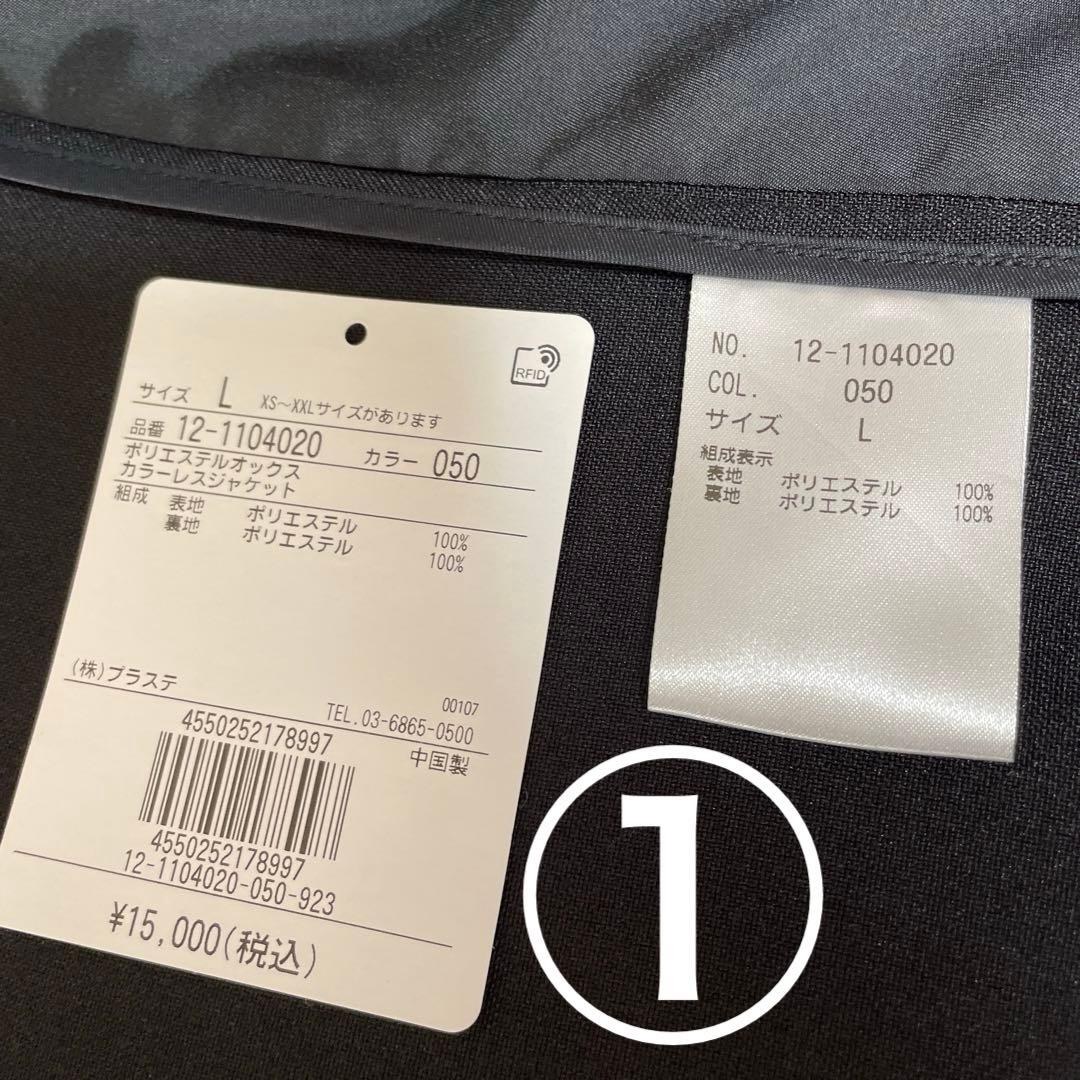 RFID
サイズ L XS～XXLサイズがあります
品番 12-1104020 カラー 050
ポリエステルオックス
カラーレスジャケット
組成 表地 ポリエステル 100%
裏地 ポリエステル 100%
(株)プラステ
00107
TEL.03-6865-0500
中国製
4550252178997
4550252178997
12-1104020-050-923
¥15,000(税込)
NO. 12-1104020
COL. 050
サイズ L
組成表示
表地 ポリエステル 100%
裏地 ポリエステル 100%
①